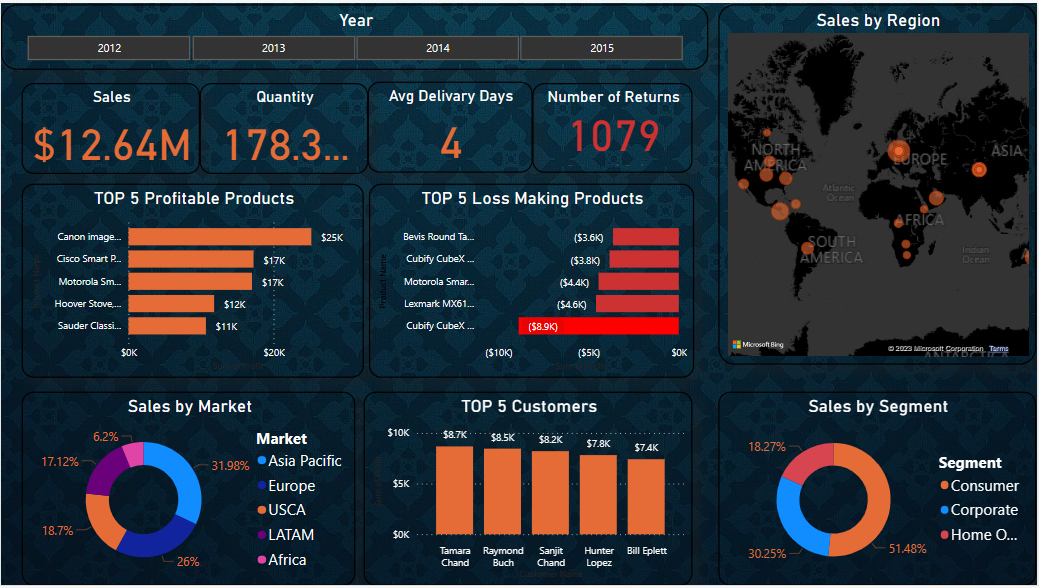 Year
2012
2013
2014
2015
Sales
$12.64M
Quantity
178.3...
Avg Delivary Days
4
Number of Returns
1079
Sales by Region
NORTH
AMERICA
EUROPE
ASIA
Atlantic
Ocean
AFRICA
SOUTH
AMERICA
Indian
Ocean
Microsoft Bing
© 2023 Microsoft Corporation Terms
ANTARCTICA
TOP 5 Profitable Products
Canon image...
$25K
Cisco Smart P...
$17K
Motorola Sm...
$17K
Hoover Stove,...
$12K
Sauder Classi...
$11K
$0K
$20K
TOP 5 Loss Making Products
Product Name
Bevis Round Ta...
($3.6K)
Cubify CubeX ...
($3.8K)
Motorola Smar...
($4.4K)
Lexmark MX61...
($4.6K)
Cubify CubeX ...
($8.9K)
($10K)
($5K)
$0K
Sales by Market
6.2%
17.12%
18.7%
31.98%
26%
Market
Asia Pacific
Europe
USCA
LATAM
Africa
TOP 5 Customers
$10K
$5K
$0K
$8.7K
$8.5K
$8.2K
$7.8K
$7.4K
Tamara
Chand
Raymond
Buch
Sanjit
Chand
Hunter
Lopez
Bill Eplett
Customer Name
Sales by Segment
18.27%
30.25%
51.48%
Segment
Consumer
Corporate
Home O...